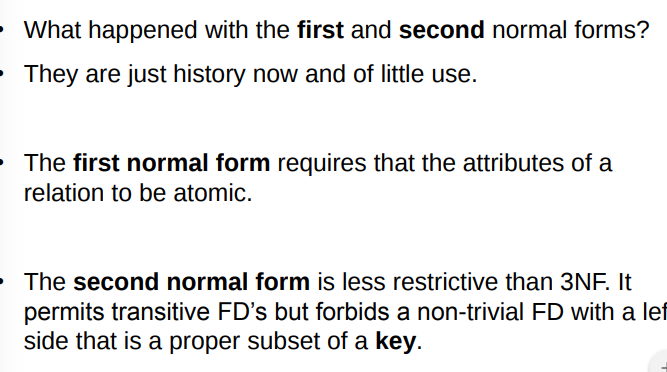 • What happened with the first and second normal forms?
• They are just history now and of little use.
• The first normal form requires that the attributes of a
relation to be atomic.
• The second normal form is less restrictive than 3NF. It
permits transitive FD’s but forbids a non-trivial FD with a lef
side that is a proper subset of a key.